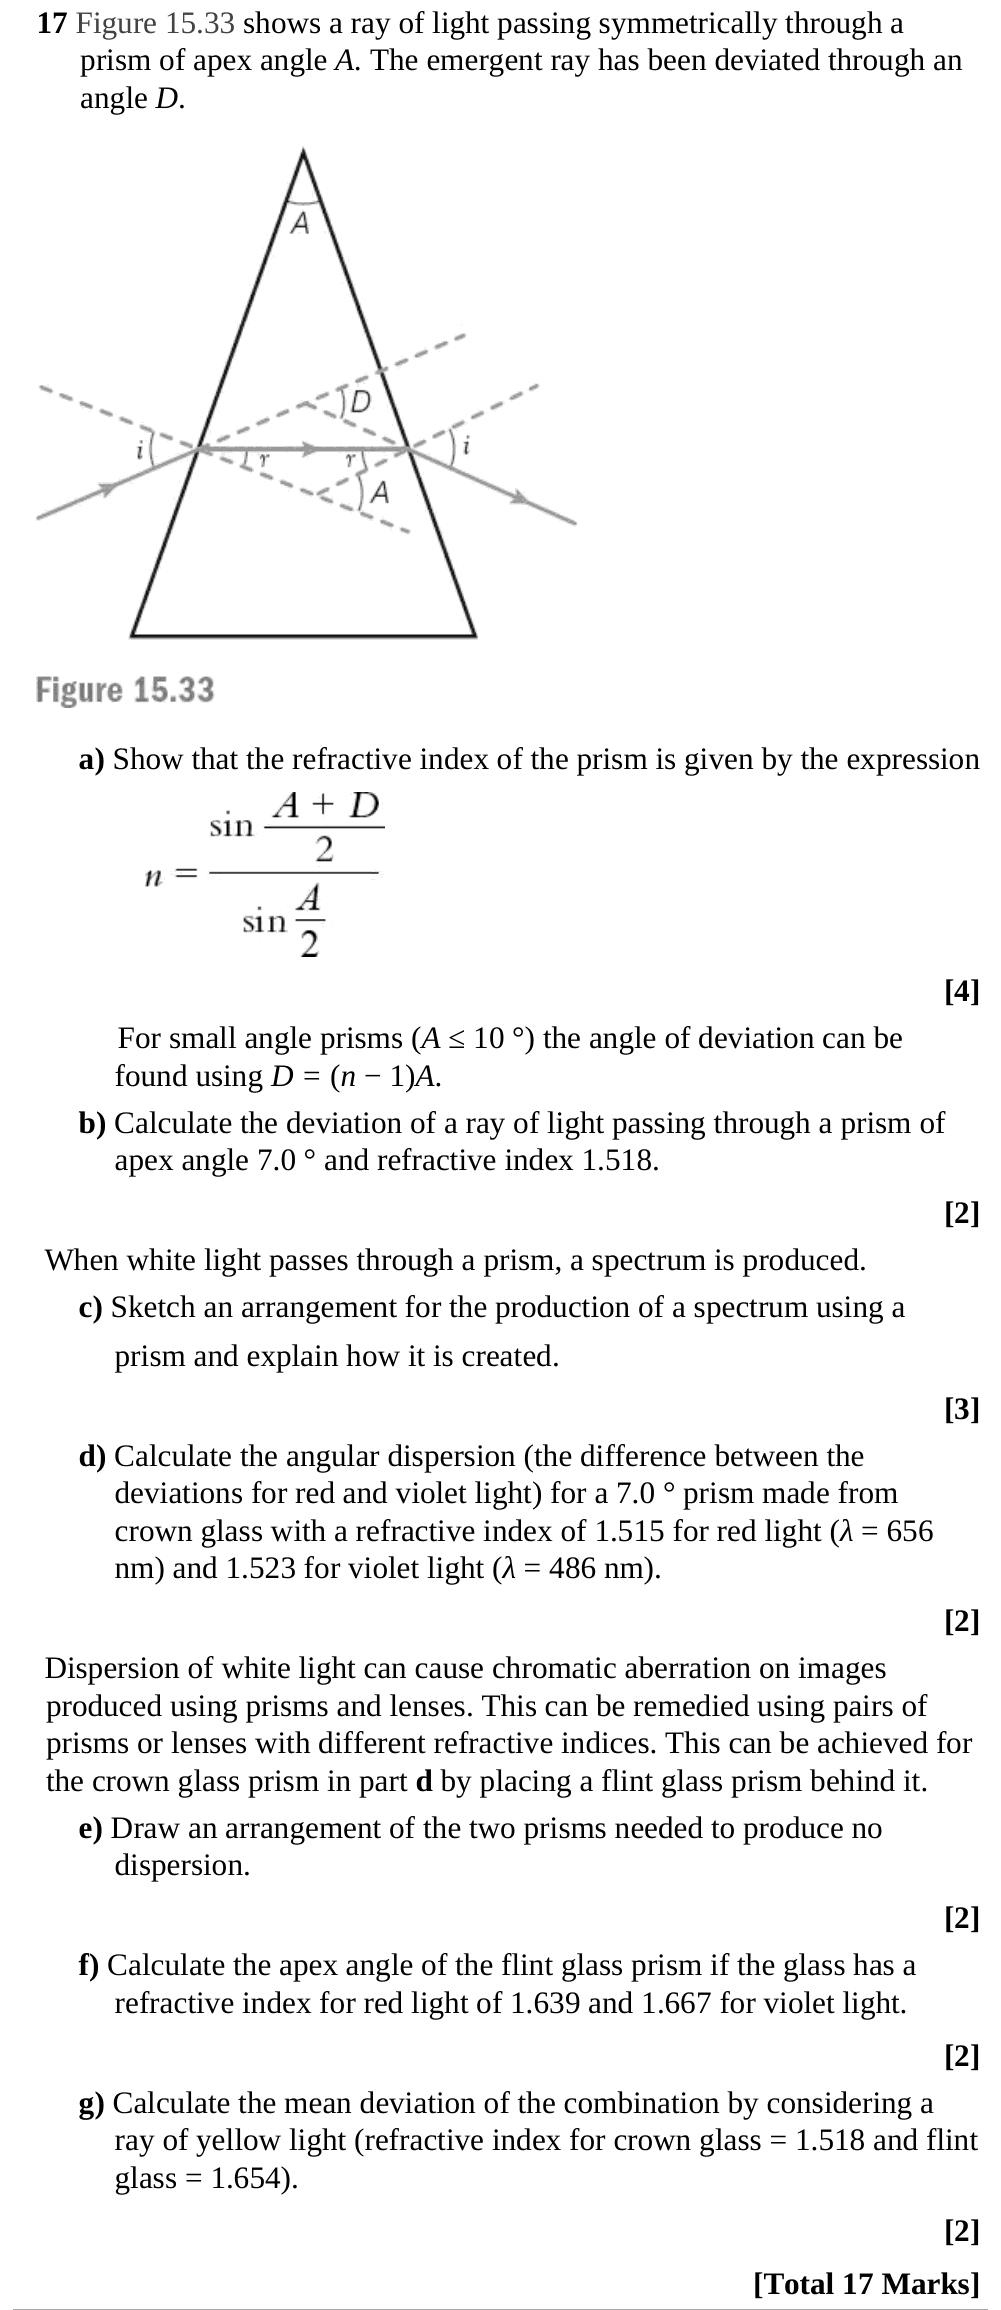 17 Figure 15.33 shows a ray of light passing symmetrically through a
prism of apex angle A. The emergent ray has been deviated through an
angle D.
A
D
i
i
r
r
A
Figure 15.33
a) Show that the refractive index of the prism is given by the expression
n = sin (A + D)/2 / sin A/2
[4]
For small angle prisms (A ≤ 10 °) the angle of deviation can be
found using D = (n − 1)A.
b) Calculate the deviation of a ray of light passing through a prism of
apex angle 7.0 ° and refractive index 1.518.
[2]
When white light passes through a prism, a spectrum is produced.
c) Sketch an arrangement for the production of a spectrum using a
prism and explain how it is created.
[3]
d) Calculate the angular dispersion (the difference between the
deviations for red and violet light) for a 7.0 ° prism made from
crown glass with a refractive index of 1.515 for red light (λ = 656
nm) and 1.523 for violet light (λ = 486 nm).
[2]
Dispersion of white light can cause chromatic aberration on images
produced using prisms and lenses. This can be remedied using pairs of
prisms or lenses with different refractive indices. This can be achieved for
the crown glass prism in part d by placing a flint glass prism behind it.
e) Draw an arrangement of the two prisms needed to produce no
dispersion.
[2]
f) Calculate the apex angle of the flint glass prism if the glass has a
refractive index for red light of 1.639 and 1.667 for violet light.
[2]
g) Calculate the mean deviation of the combination by considering a
ray of yellow light (refractive index for crown glass = 1.518 and flint
glass = 1.654).
[2]
[Total 17 Marks]